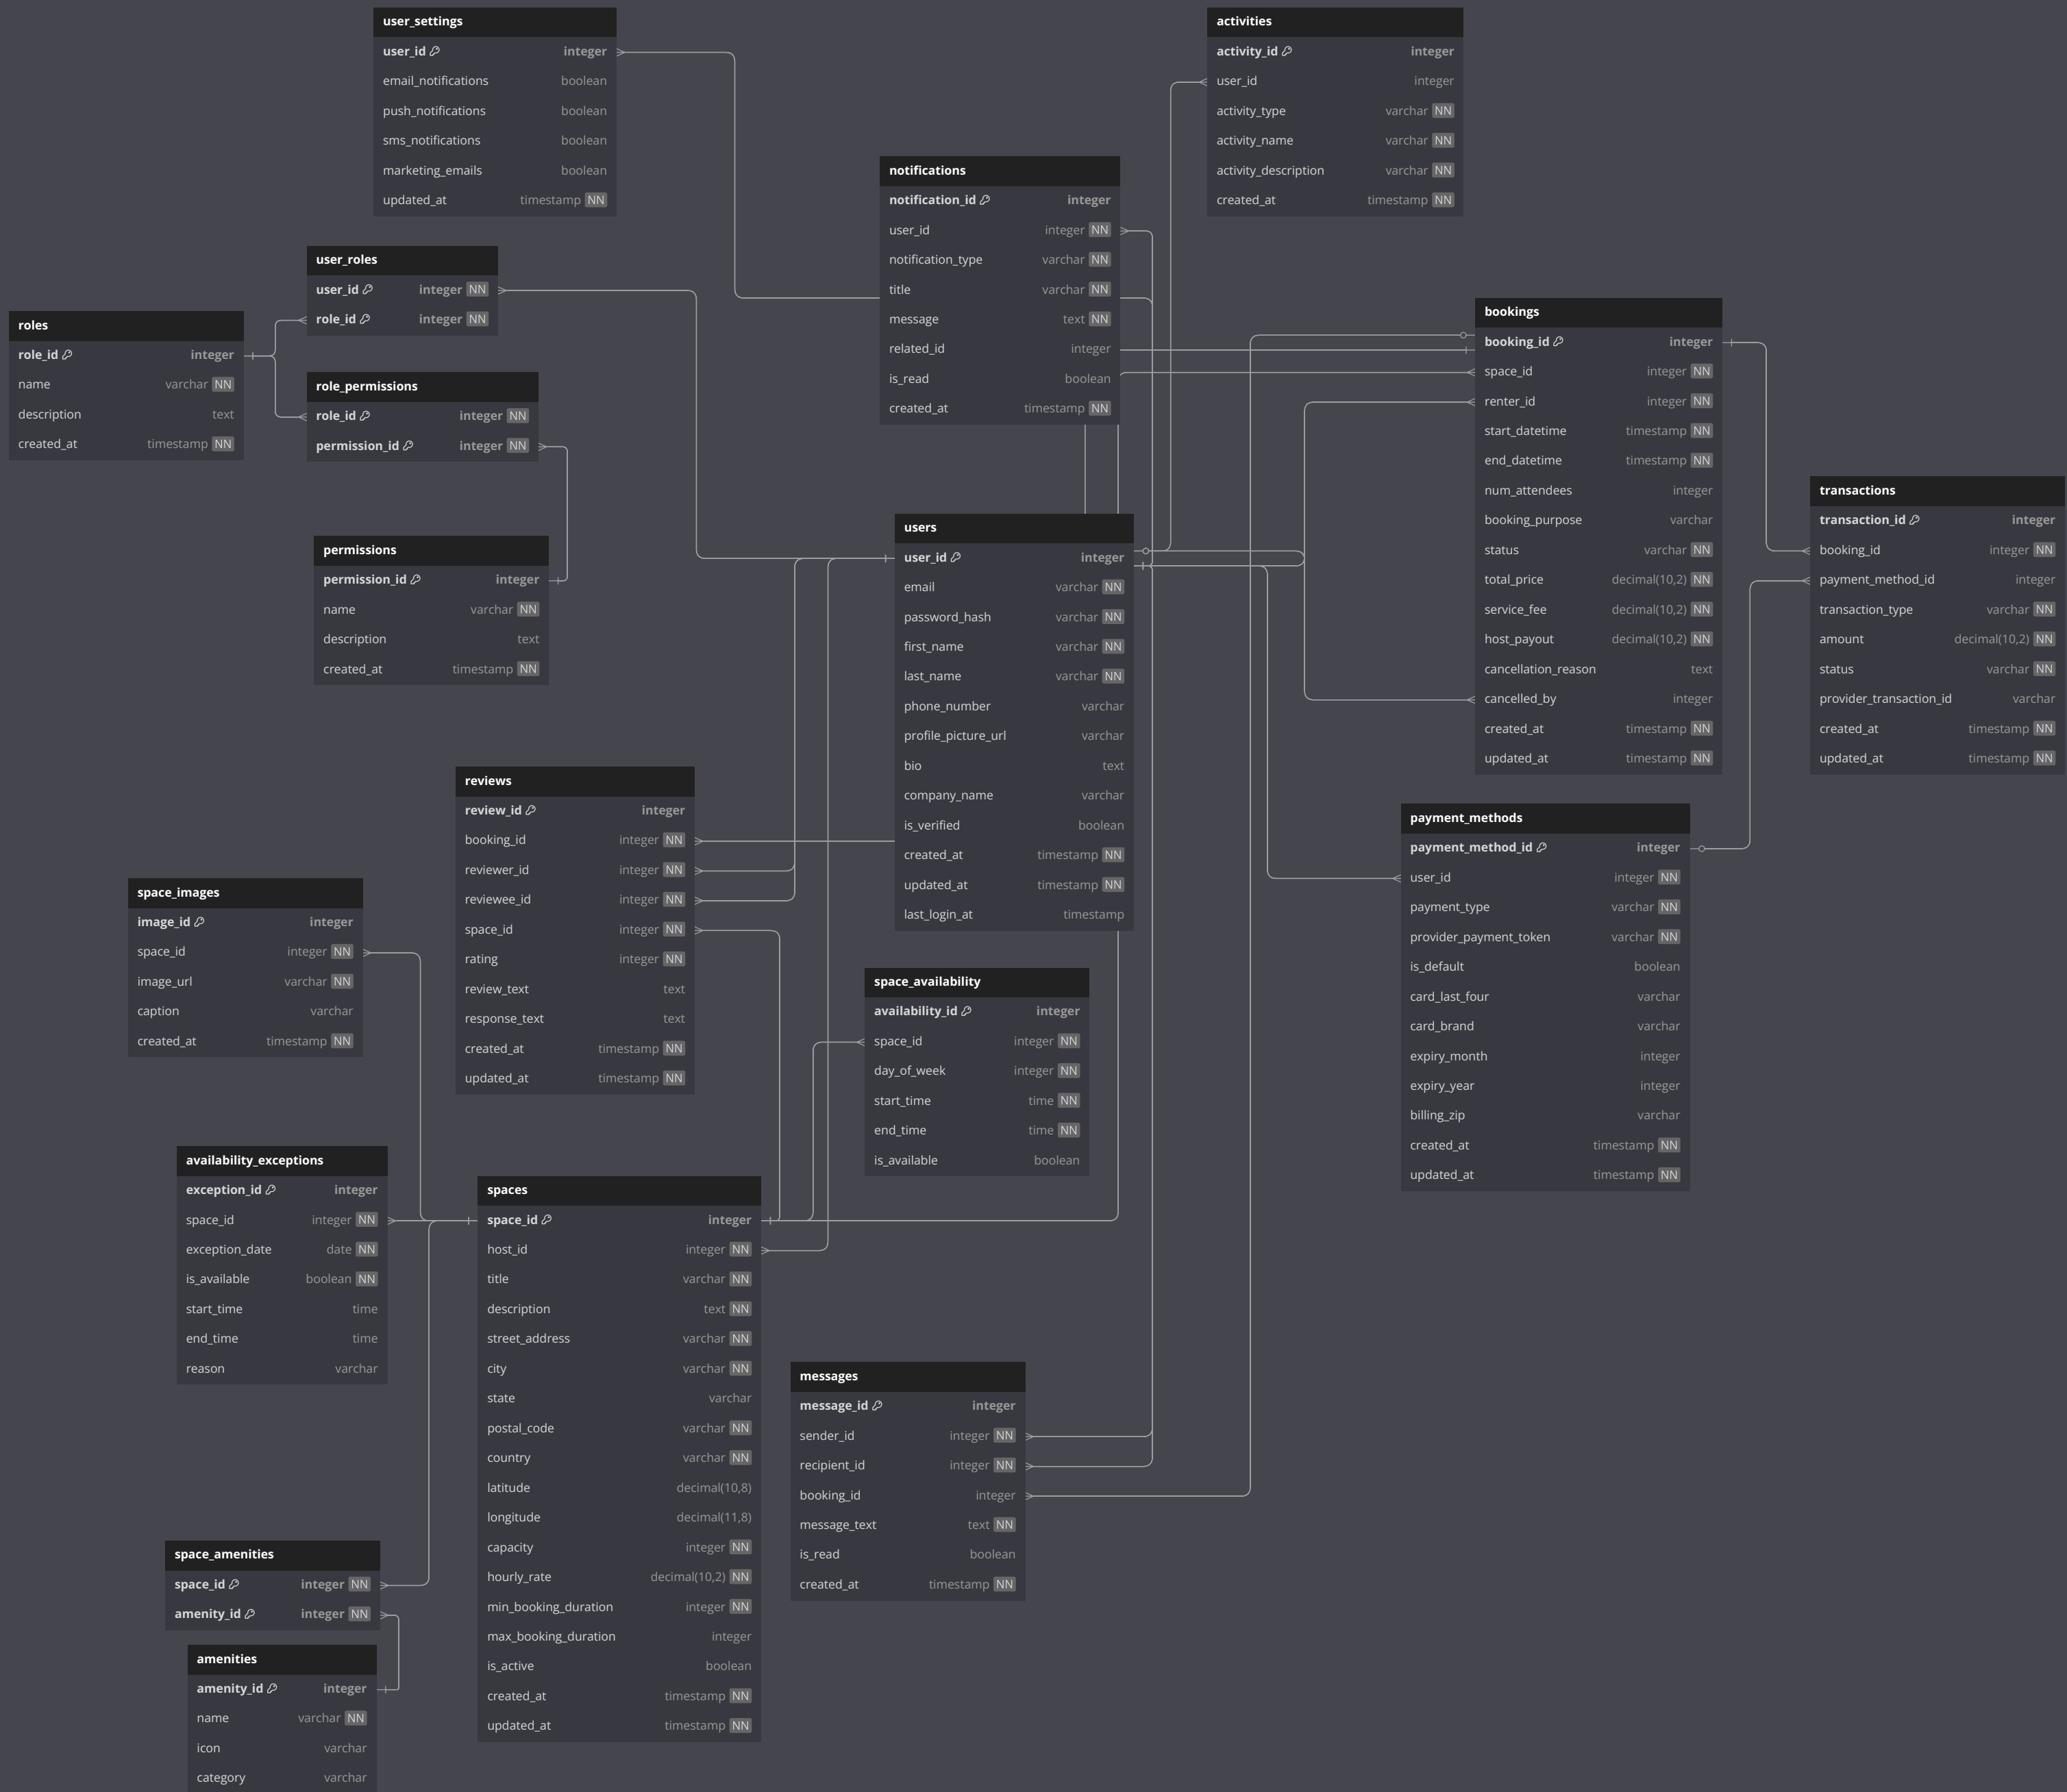 user_settings
user_id integer
email_notifications boolean
push_notifications boolean
sms_notifications boolean
marketing_emails boolean
updated_at timestamp NN
activities
activity_id integer
user_id integer
activity_type varchar NN
activity_name varchar NN
activity_description varchar NN
created_at timestamp NN
notifications
notification_id integer
user_id integer NN
notification_type varchar NN
title varchar NN
message text NN
related_id integer
is_read boolean
created_at timestamp NN
user_roles
user_id integer NN
role_id integer NN
roles
role_id integer
name varchar NN
description text
created_at timestamp NN
role_permissions
role_id integer NN
permission_id integer NN
bookings
booking_id integer
space_id integer NN
renter_id integer NN
start_datetime timestamp NN
end_datetime timestamp NN
num_attendees integer
booking_purpose varchar
status varchar NN
total_price decimal(10,2) NN
service_fee decimal(10,2) NN
host_payout decimal(10,2) NN
cancellation_reason text
cancelled_by integer
created_at timestamp NN
updated_at timestamp NN
transactions
transaction_id integer
booking_id integer NN
payment_method_id integer
transaction_type varchar NN
amount decimal(10,2) NN
status varchar NN
provider_transaction_id varchar
created_at timestamp NN
updated_at timestamp NN
permissions
permission_id integer
name varchar NN
description text
created_at timestamp NN
users
user_id integer
email varchar NN
password_hash varchar NN
first_name varchar NN
last_name varchar NN
phone_number varchar
profile_picture_url varchar
bio text
company_name varchar
is_verified boolean
created_at timestamp NN
updated_at timestamp NN
last_login_at timestamp
reviews
review_id integer
booking_id integer NN
reviewer_id integer NN
reviewee_id integer NN
space_id integer NN
rating integer NN
review_text text
response_text text
created_at timestamp NN
updated_at timestamp NN
payment_methods
payment_method_id integer
user_id integer NN
payment_type varchar NN
provider_payment_token varchar NN
is_default boolean
card_last_four varchar
card_brand varchar
expiry_month integer
expiry_year integer
billing_zip varchar
created_at timestamp NN
updated_at timestamp NN
space_images
image_id integer
space_id integer NN
image_url varchar NN
caption varchar
created_at timestamp NN
space_availability
availability_id integer
space_id integer NN
day_of_week integer NN
start_time time NN
end_time time NN
is_available boolean
availability_exceptions
exception_id integer
space_id integer NN
exception_date date NN
is_available boolean NN
start_time time
end_time time
reason varchar
spaces
space_id integer
host_id integer NN
title varchar NN
description text NN
street_address varchar NN
city varchar NN
state varchar
postal_code varchar NN
country varchar NN
latitude decimal(10,8)
longitude decimal(11,8)
capacity integer NN
hourly_rate decimal(10,2) NN
min_booking_duration integer NN
max_booking_duration integer
is_active boolean
created_at timestamp NN
updated_at timestamp NN
messages
message_id integer
sender_id integer NN
recipient_id integer NN
booking_id integer
message_text text NN
is_read boolean
created_at timestamp NN
space_amenities
space_id integer NN
amenity_id integer NN
amenities
amenity_id integer
name varchar NN
icon varchar
category varchar